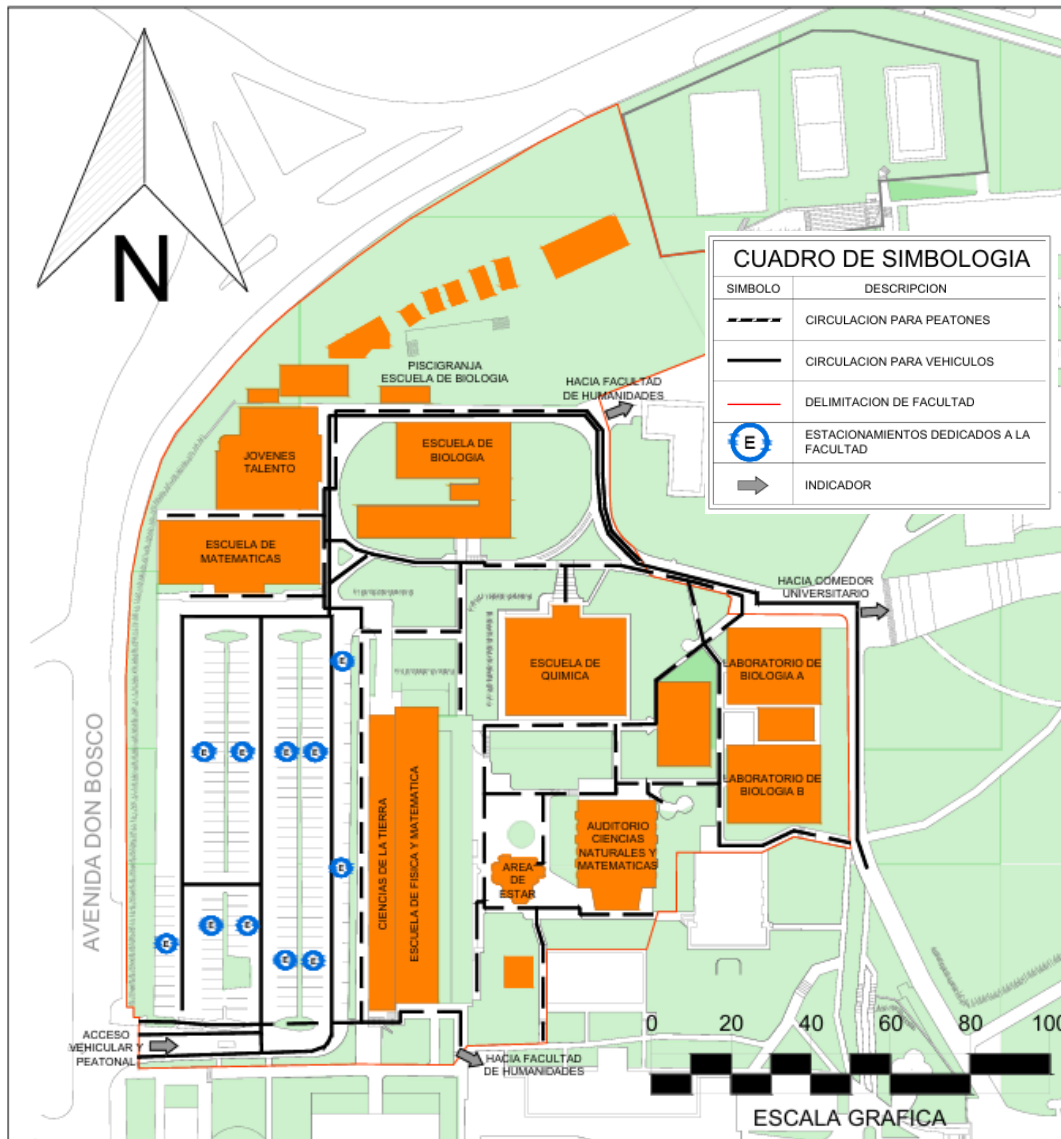 N
CUADRO DE SIMBOLOGIA
SIMBOLO
DESCRIPCION
CIRCULACION PARA PEATONES
CIRCULACION PARA VEHICULOS
DELIMITACION DE FACULTAD
E
ESTACIONAMIENTOS DEDICADOS A LA
FACULTAD
INDICADOR
PISCIGRANJA
ESCUELA DE BIOLOGIA
HACIA FACULTAD
DE HUMANIDADES
JOVENES
TALENTO
ESCUELA DE
BIOLOGIA
ESCUELA DE
MATEMATICAS
HACIA COMEDOR
UNIVERSITARIO
ESCUELA DE
QUIMICA
LABORATORIO DE
BIOLOGIA A
LABORATORIO DE
BIOLOGIA B
E
E
E
E
E
E
E
E
E
E
E
AVENIDA DON BOSCO
CIENCIAS DE LA TIERRA
ESCUELA DE FISICA Y MATEMATICA
AREA
DE
ESTAR
AUDITORIO
CIENCIAS
NATURALES Y
MATEMATICAS
ACCESO
VEHICULAR Y
PEATONAL
HACIA FACULTAD
DE HUMANIDADES
0 20 40 60 80 100
ESCALA GRAFICA